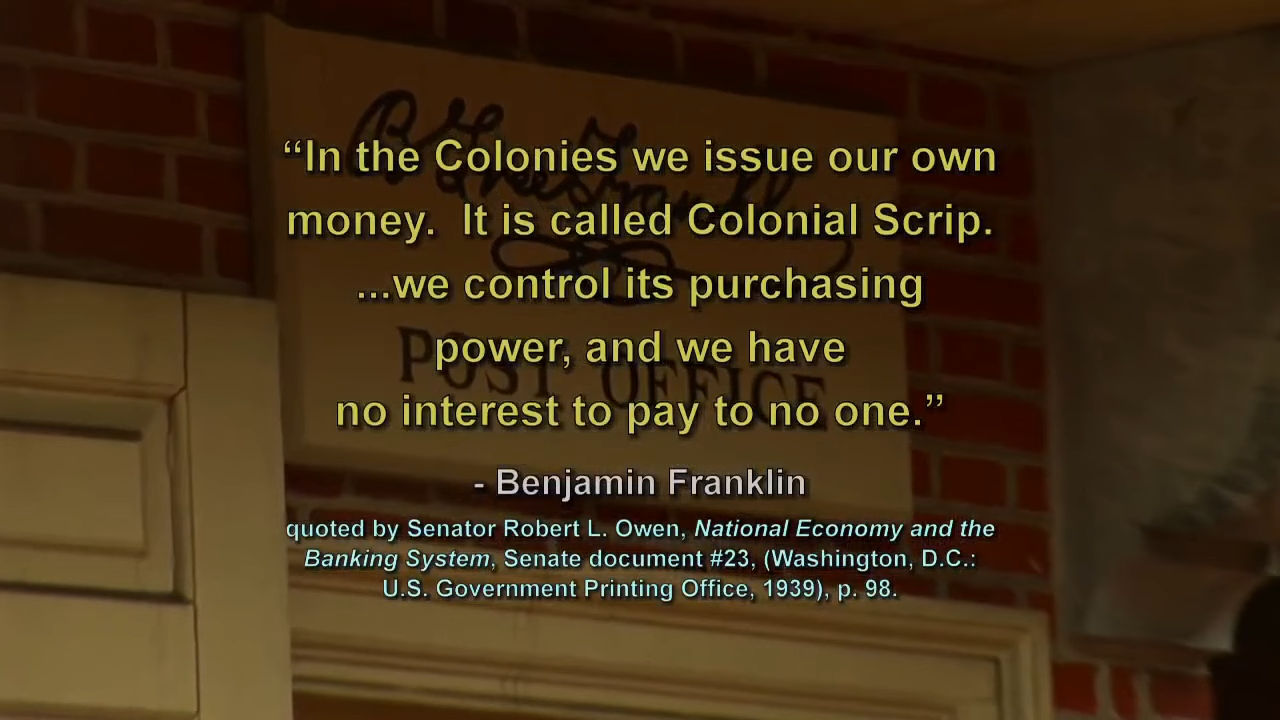 B Free Franklin
POST OFFICE
“In the Colonies we issue our own
money.  It is called Colonial Scrip.
...we control its purchasing
power, and we have
no interest to pay to no one.”
- Benjamin Franklin
quoted by Senator Robert L. Owen, National Economy and the
Banking System, Senate document #23, (Washington, D.C.:
U.S. Government Printing Office, 1939), p. 98.